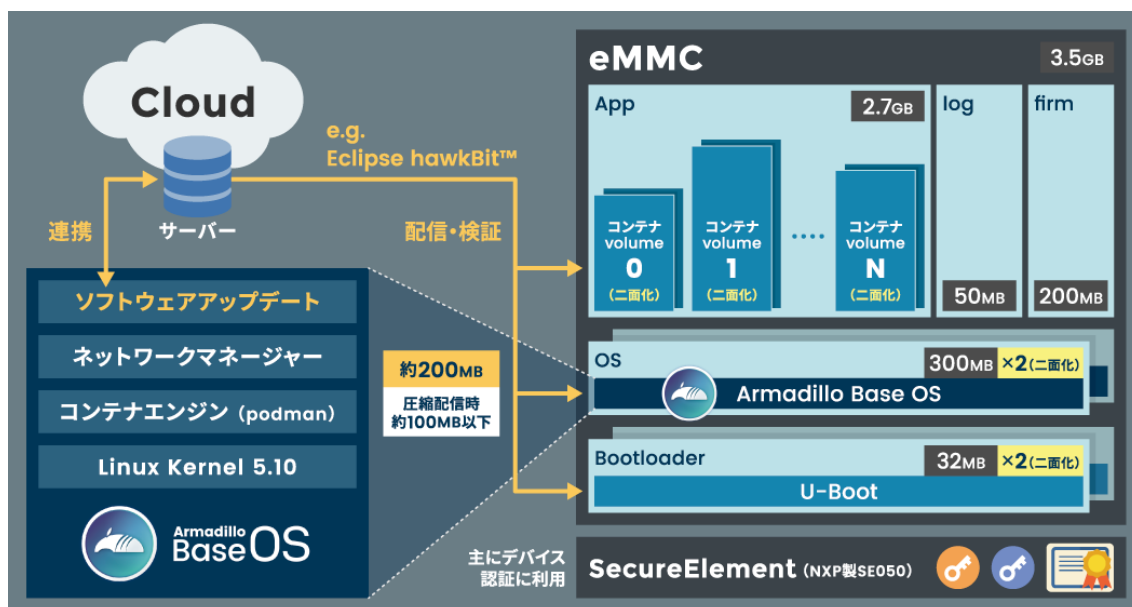 Cloud
サーバー
e.g.
Eclipse hawkBit™
連携
配信・検証
ソフトウェアアップデート
ネットワークマネージャー
コンテナエンジン（podman）
Linux Kernel 5.10
Armadillo
Base OS
約200MB
圧縮配信時
約100MB以下
eMMC
3.5GB
App
2.7GB
コンテナ
volume
0
（二面化）
コンテナ
volume
1
（二面化）
‥‥
コンテナ
volume
N
（二面化）
log
50MB
firm
200MB
OS
300MB
×2（二面化）
Armadillo Base OS
Bootloader
32MB
×2（二面化）
U-Boot
主にデバイス
認証に利用
SecureElement（NXP製SE050）